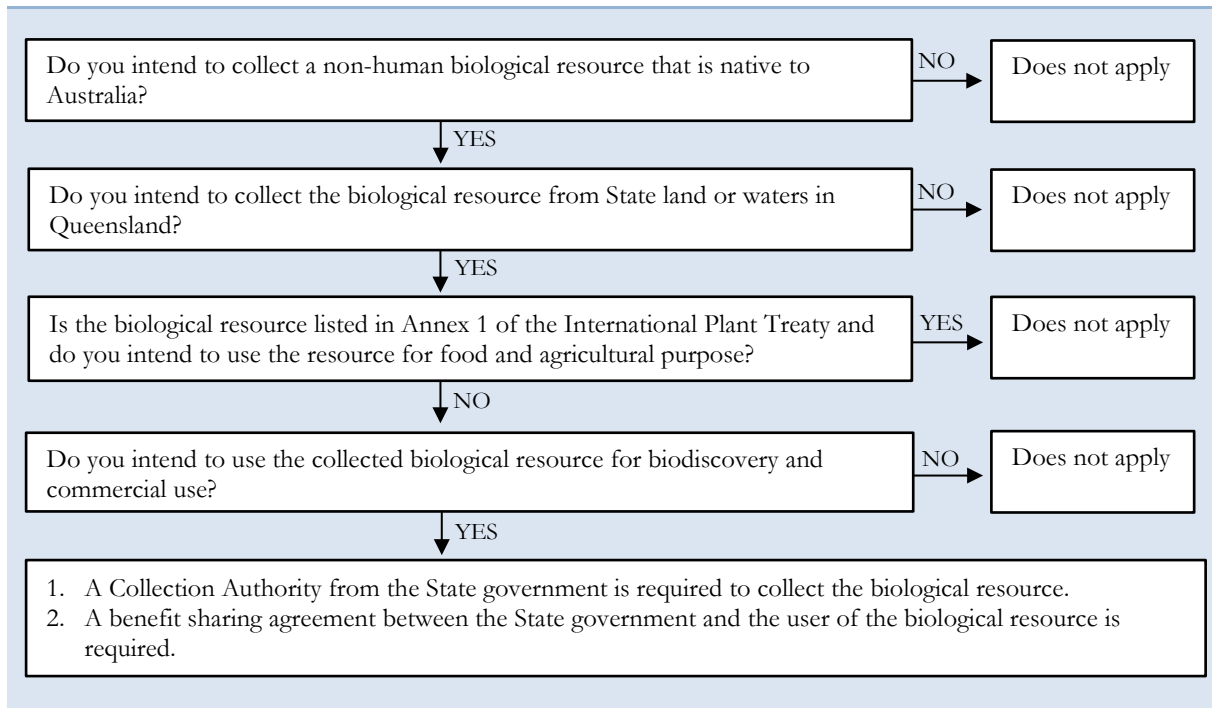 Do you intend to collect a non-human biological resource that is native to
Australia?
NO
Does not apply
YES
Do you intend to collect the biological resource from State land or waters in
Queensland?
NO
Does not apply
YES
Is the biological resource listed in Annex 1 of the International Plant Treaty and
do you intend to use the resource for food and agricultural purpose?
YES
Does not apply
NO
Do you intend to use the collected biological resource for biodiscovery and
commercial use?
NO
Does not apply
YES
1. A Collection Authority from the State government is required to collect the biological resource.
2. A benefit sharing agreement between the State government and the user of the biological resource is
required.